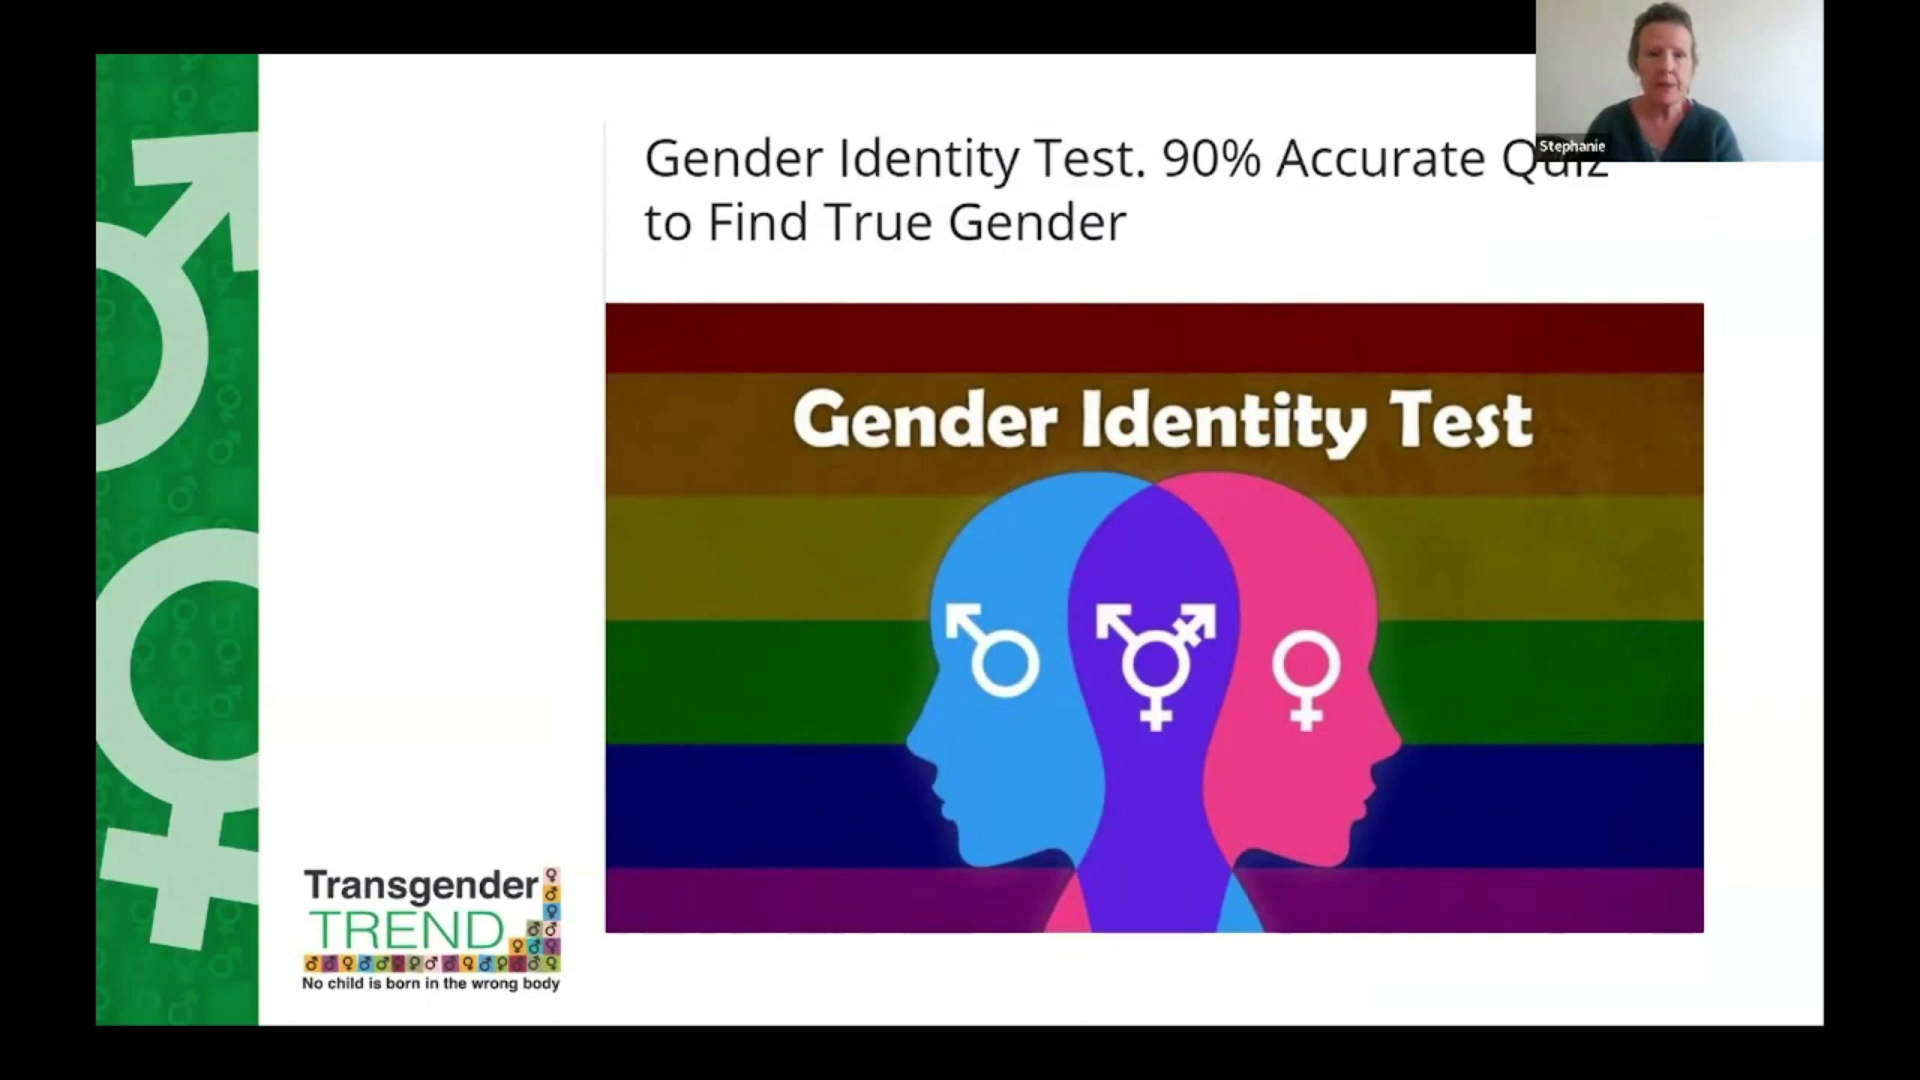 Gender Identity Test. 90% Accurate Quiz
to Find True Gender
Stephanie
Gender Identity Test
Transgender
TREND
No child is born in the wrong body